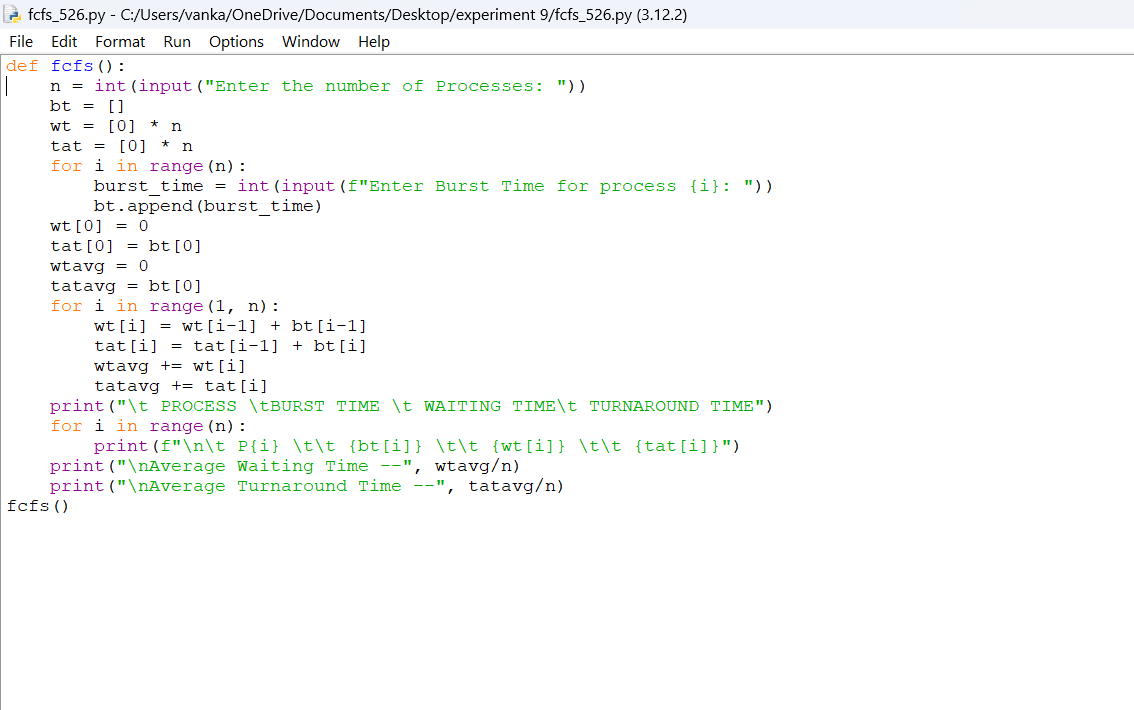 fcfs_526.py - C:/Users/vanka/OneDrive/Documents/Desktop/experiment 9/fcfs_526.py (3.12.2)
File Edit Format Run Options Window Help
def fcfs():
    n = int(input("Enter the number of Processes: "))
    bt = []
    wt = [0] * n
    tat = [0] * n
    for i in range(n):
        burst_time = int(input(f"Enter Burst Time for process {i}: "))
        bt.append(burst_time)
    wt[0] = 0
    tat[0] = bt[0]
    wtavg = 0
    tatavg = bt[0]
    for i in range(1, n):
        wt[i] = wt[i-1] + bt[i-1]
        tat[i] = tat[i-1] + bt[i]
        wtavg += wt[i]
        tatavg += tat[i]
    print("\t PROCESS \tBURST TIME \t WAITING TIME\t TURNAROUND TIME")
    for i in range(n):
        print(f"\n\t P{i} \t\t {bt[i]} \t\t {wt[i]} \t\t {tat[i]}")
    print("\nAverage Waiting Time --", wtavg/n)
    print("\nAverage Turnaround Time --", tatavg/n)
fcfs()